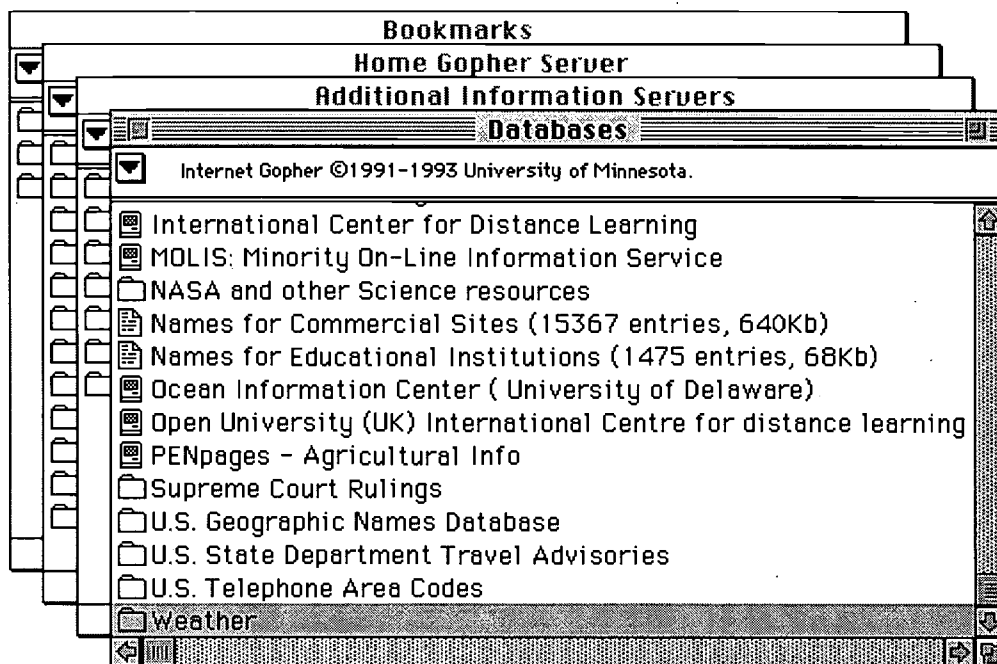 Bookmarks
Home Gopher Server
Additional Information Servers
Databases
Internet Gopher ©1991-1993 University of Minnesota.
International Center for Distance Learning
MOLIS: Minority On-Line Information Service
NASA and other Science resources
Names for Commercial Sites (15367 entries, 640Kb)
Names for Educational Institutions (1475 entries, 68Kb)
Ocean Information Center ( University of Delaware)
Open University (UK) International Centre for distance learning
PENpages - Agricultural Info
Supreme Court Rulings
U.S. Geographic Names Database
U.S. State Department Travel Advisories
U.S. Telephone Area Codes
Weather